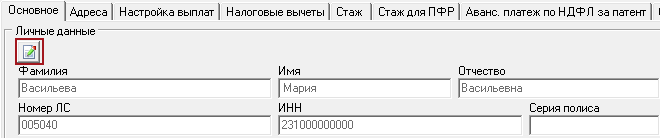 Основное Адреса Настройка выплат Налоговые вычеты Стаж Стаж для ПФР Аванс. платеж по НДФЛ за патент
Личные данные
Фамилия Имя Отчество
Васильева Мария Васильевна
Номер ЛС ИНН Серия полиса
005040 231000000000